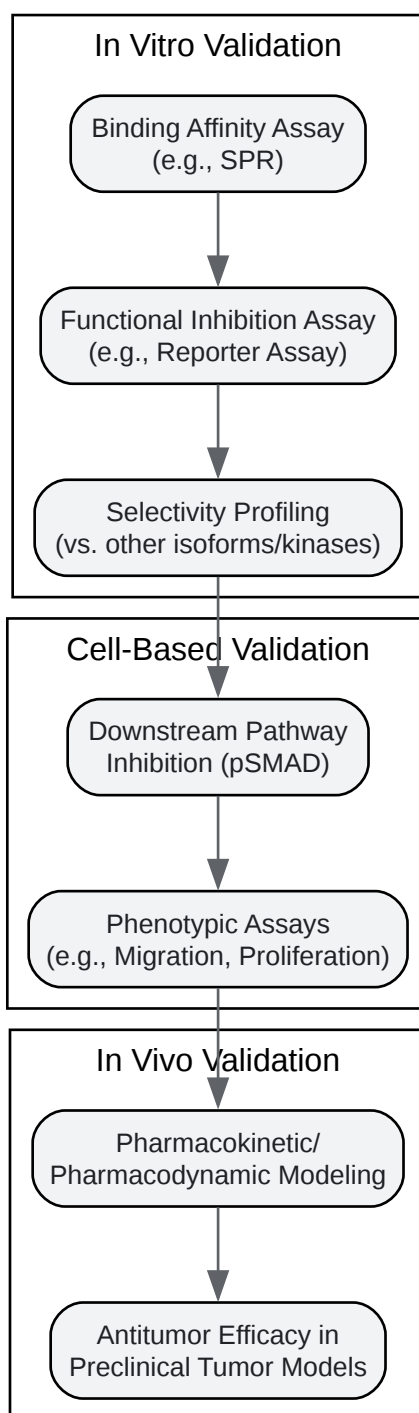 In Vitro Validation
Binding Affinity Assay
(e.g., SPR)
Functional Inhibition Assay
(e.g., Reporter Assay)
Selectivity Profiling
(vs. other isoforms/kinases)
Cell-Based Validation
Downstream Pathway
Inhibition (pSMAD)
Phenotypic Assays
(e.g., Migration, Proliferation)
In Vivo Validation
Pharmacokinetic/
Pharmacodynamic Modeling
Antitumor Efficacy in
Preclinical Tumor Models